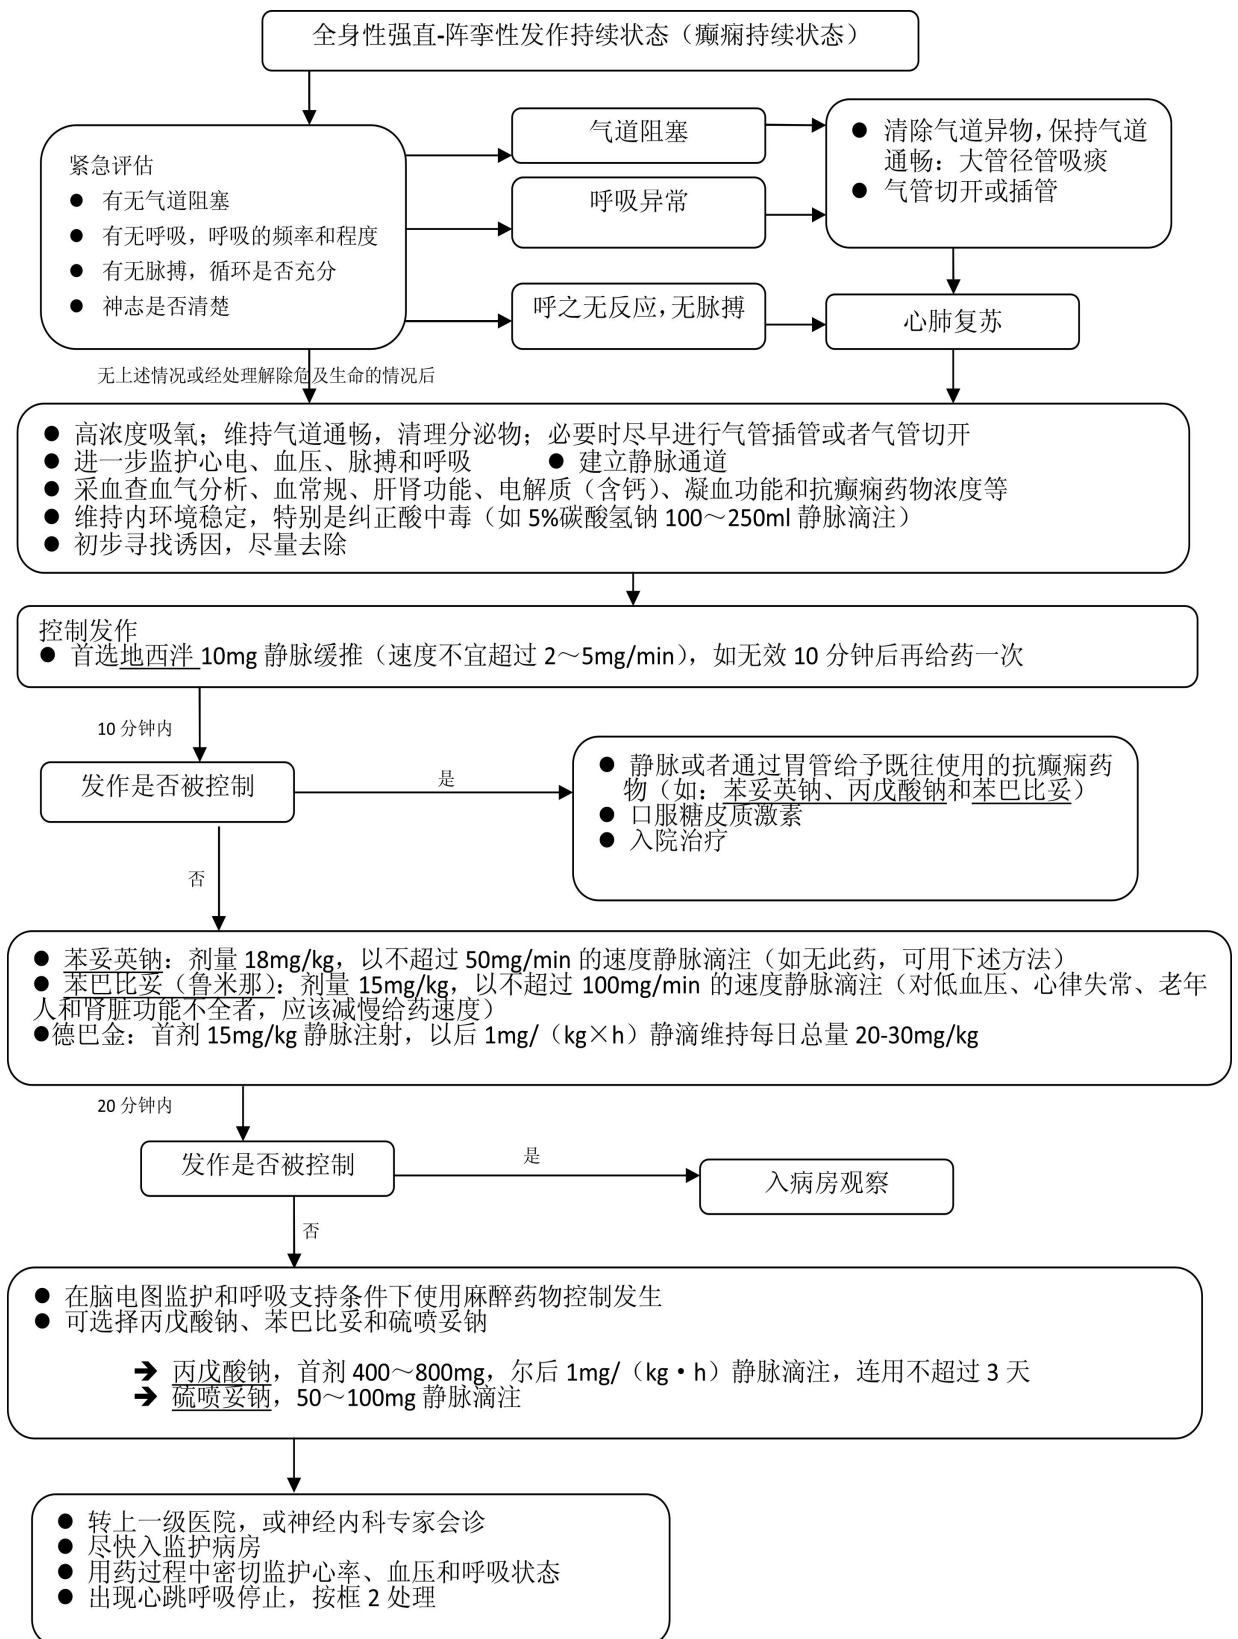 全身性强直-阵挛性发作持续状态（癫痫持续状态）
紧急评估
● 有无气道阻塞
● 有无呼吸，呼吸的频率和程度
● 有无脉搏，循环是否充分
● 神志是否清楚
气道阻塞
呼吸异常
呼之无反应，无脉搏
● 清除气道异物，保持气道
通畅：大管径管吸痰
● 气管切开或插管
心肺复苏
无上述情况或经处理解除危及生命的情况后
● 高浓度吸氧；维持气道通畅，清理分泌物；必要时尽早进行气管插管或者气管切开
● 进一步监护心电、血压、脉搏和呼吸 ● 建立静脉通道
● 采血查血气分析、血常规、肝肾功能、电解质（含钙）、凝血功能和抗癫痫药物浓度等
● 维持内环境稳定，特别是纠正酸中毒（如 5%碳酸氢钠 100～250ml 静脉滴注）
● 初步寻找诱因，尽量去除
控制发作
● 首选地西泮 10mg 静脉缓推（速度不宜超过 2～5mg/min），如无效 10 分钟后再给药一次
10 分钟内
发作是否被控制
是
● 静脉或者通过胃管给予既往使用的抗癫痫药
物（如：苯妥英钠、丙戊酸钠和苯巴比妥）
● 口服糖皮质激素
● 入院治疗
否
● 苯妥英钠：剂量 18mg/kg，以不超过 50mg/min 的速度静脉滴注（如无此药，可用下述方法）
● 苯巴比妥（鲁米那）：剂量 15mg/kg，以不超过 100mg/min 的速度静脉滴注（对低血压、心律失常、老年
人和肾脏功能不全者，应该减慢给药速度）
●德巴金：首剂 15mg/kg 静脉注射，以后 1mg/（kg×h）静滴维持每日总量 20-30mg/kg
20 分钟内
发作是否被控制
是
入病房观察
否
● 在脑电图监护和呼吸支持条件下使用麻醉药物控制发生
● 可选择丙戊酸钠、苯巴比妥和硫喷妥钠
➔ 丙戊酸钠，首剂 400～800mg，尔后 1mg/（kg·h）静脉滴注，连用不超过 3 天
➔ 硫喷妥钠，50～100mg 静脉滴注
● 转上一级医院，或神经内科专家会诊
● 尽快入监护病房
● 用药过程中密切监护心率、血压和呼吸状态
● 出现心跳呼吸停止，按框 2 处理